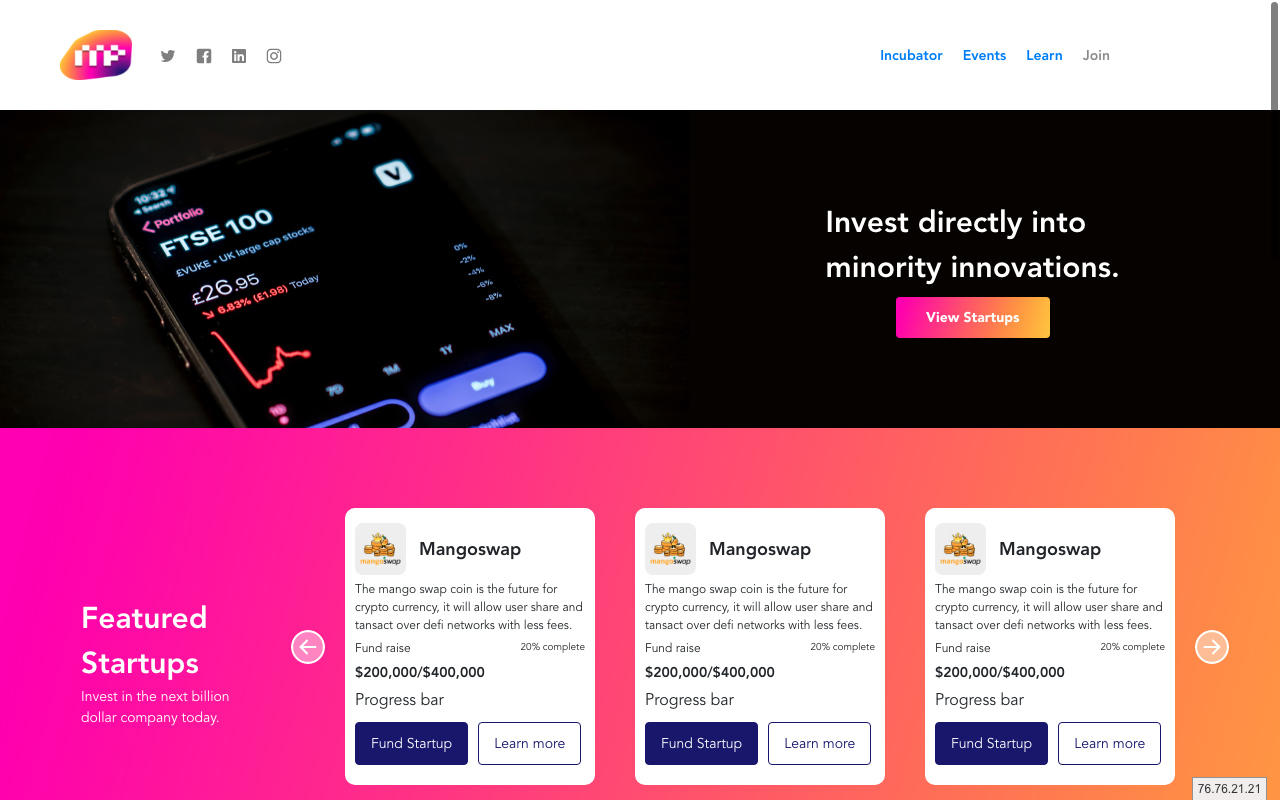 mp
Incubator
Events
Learn
Join
10:32
Search
Portfolio
FTSE 100
£VUKE • UK large cap stocks
£26.95
6.83% (£1.98) Today
0%
-2%
-4%
-6%
-8%
1D
7D
1M
1Y
MAX
Buy
Invest directly into
minority innovations.
View Startups
Featured
Startups
Invest in the next billion
dollar company today.
mangoswap
Mangoswap
The mango swap coin is the future for
crypto currency, it will allow user share and
tansact over defi networks with less fees.
Fund raise
20% complete
$200,000/$400,000
Progress bar
Fund Startup
Learn more
mangoswap
Mangoswap
The mango swap coin is the future for
crypto currency, it will allow user share and
tansact over defi networks with less fees.
Fund raise
20% complete
$200,000/$400,000
Progress bar
Fund Startup
Learn more
mangoswap
Mangoswap
The mango swap coin is the future for
crypto currency, it will allow user share and
tansact over defi networks with less fees.
Fund raise
20% complete
$200,000/$400,000
Progress bar
Fund Startup
Learn more
76.76.21.21